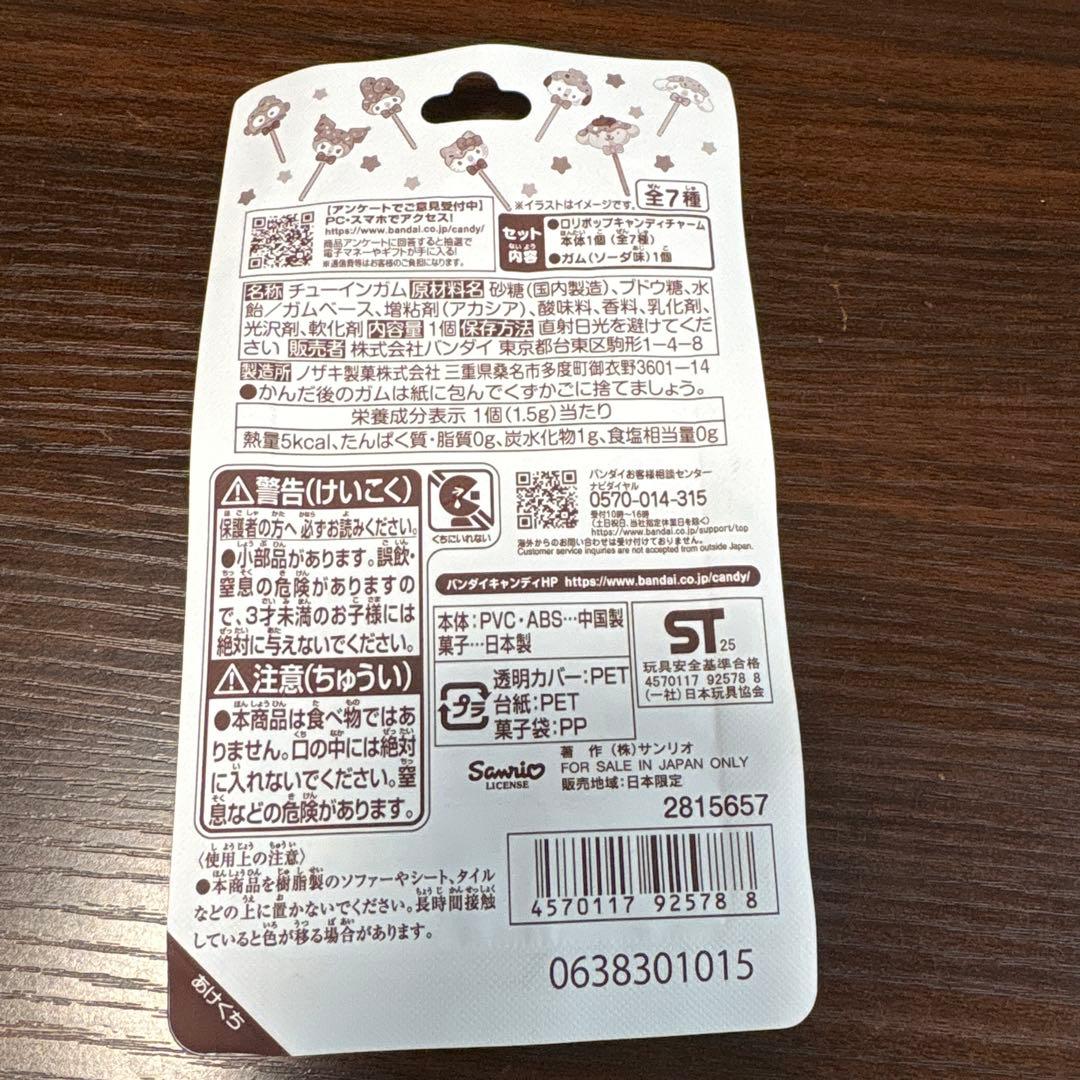 ※イラストはイメージです。
全7種
【アンケートでご意見受付中】
PC・スマホでアクセス!
https://www.bandai.co.jp/candy/
商品アンケートに回答すると抽選で
電子マネーやギフトが手に入る!
※通信費等はお客様のご負担になります。
セット内容
●ロリポップキャンディチャーム
本体1個(全7種)
●ガム(ソーダ味)1個
名称 チューインガム 原材料名 砂糖(国内製造)、ブドウ糖、水
飴/ガムベース、増粘剤(アカシア)、酸味料、香料、乳化剤、
光沢剤、軟化剤 内容量 1個 保存方法 直射日光を避けてくだ
さい 販売者 株式会社バンダイ 東京都台東区駒形1-4-8
製造所 ノザキ製菓株式会社 三重県桑名市多度町御衣野3601-14
●かんだ後のガムは紙に包んでくずかごに捨てましょう。
栄養成分表示 1個(1.5g)当たり
熱量5kcal、たんぱく質・脂質0g、炭水化物1g、食塩相当量0g
警告(けいこく)
保護者の方へ 必ずお読みください。
●小部品があります。誤飲・
窒息の危険がありますの
で、3才未満のお子様には
絶対に与えないでください。
注意(ちゅうい)
●本商品は食べ物ではあ
りません。口の中には絶対
に入れないでください。窒
息などの危険があります。
くちにいれない
バンダイお客様相談センター
ナビダイヤル
0570-014-315
受付10時〜16時
(土日祝日、当社指定休業日を除く)
https://www.bandai.co.jp/support/top
海外からのお問い合わせは受け付けておりません。
Customer service inquiries are not accepted from outside Japan.
バンダイキャンディHP https://www.bandai.co.jp/candy/
本体:PVC・ABS…中国製
菓子…日本製
プラ
透明カバー:PET
台紙:PET
菓子袋:PP
ST 25
玩具安全基準合格
4570117 92578 8
(一社)日本玩具協会
Sanrio
LICENSE
著作 (株)サンリオ
FOR SALE IN JAPAN ONLY
販売地域:日本限定
2815657
〈使用上の注意〉
●本商品を樹脂製のソファーやシート、タイル
などの上に置かないでください。長時間接触
していると色が移る場合があります。
4570117 92578 8
0638301015
あけくち